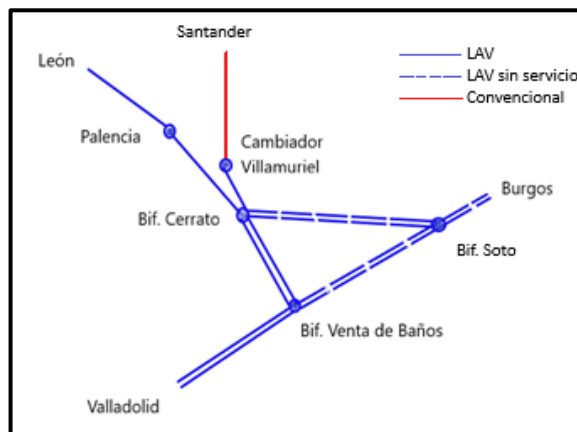 Santander
León
LAV
LAV sin servicio
Convencional
Palencia
Cambiador
Villamuriel
Burgos
Bif. Cerrato
Bif. Soto
Bif. Venta de Baños
Valladolid